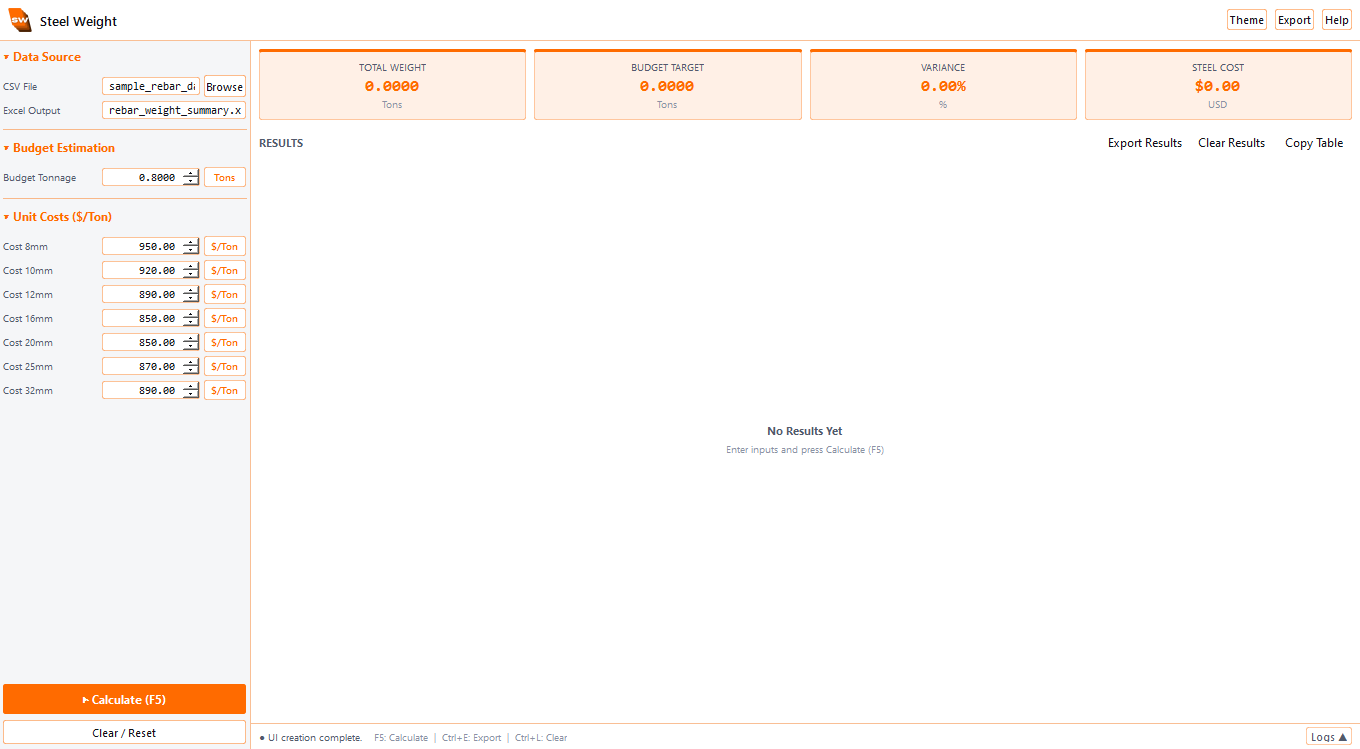 SW Steel Weight
Theme Export Help
▾ Data Source
CSV File sample_rebar_da Browse
Excel Output rebar_weight_summary.x
▾ Budget Estimation
Budget Tonnage 0.8000 Tons
▾ Unit Costs ($/Ton)
Cost 8mm 950.00 $/Ton
Cost 10mm 920.00 $/Ton
Cost 12mm 890.00 $/Ton
Cost 16mm 850.00 $/Ton
Cost 20mm 850.00 $/Ton
Cost 25mm 870.00 $/Ton
Cost 32mm 890.00 $/Ton
▶ Calculate (F5)
Clear / Reset
TOTAL WEIGHT
0.0000
Tons
BUDGET TARGET
0.0000
Tons
VARIANCE
0.00%
%
STEEL COST
$0.00
USD
RESULTS
Export Results Clear Results Copy Table
No Results Yet
Enter inputs and press Calculate (F5)
● UI creation complete. F5: Calculate | Ctrl+E: Export | Ctrl+L: Clear
Logs ▲